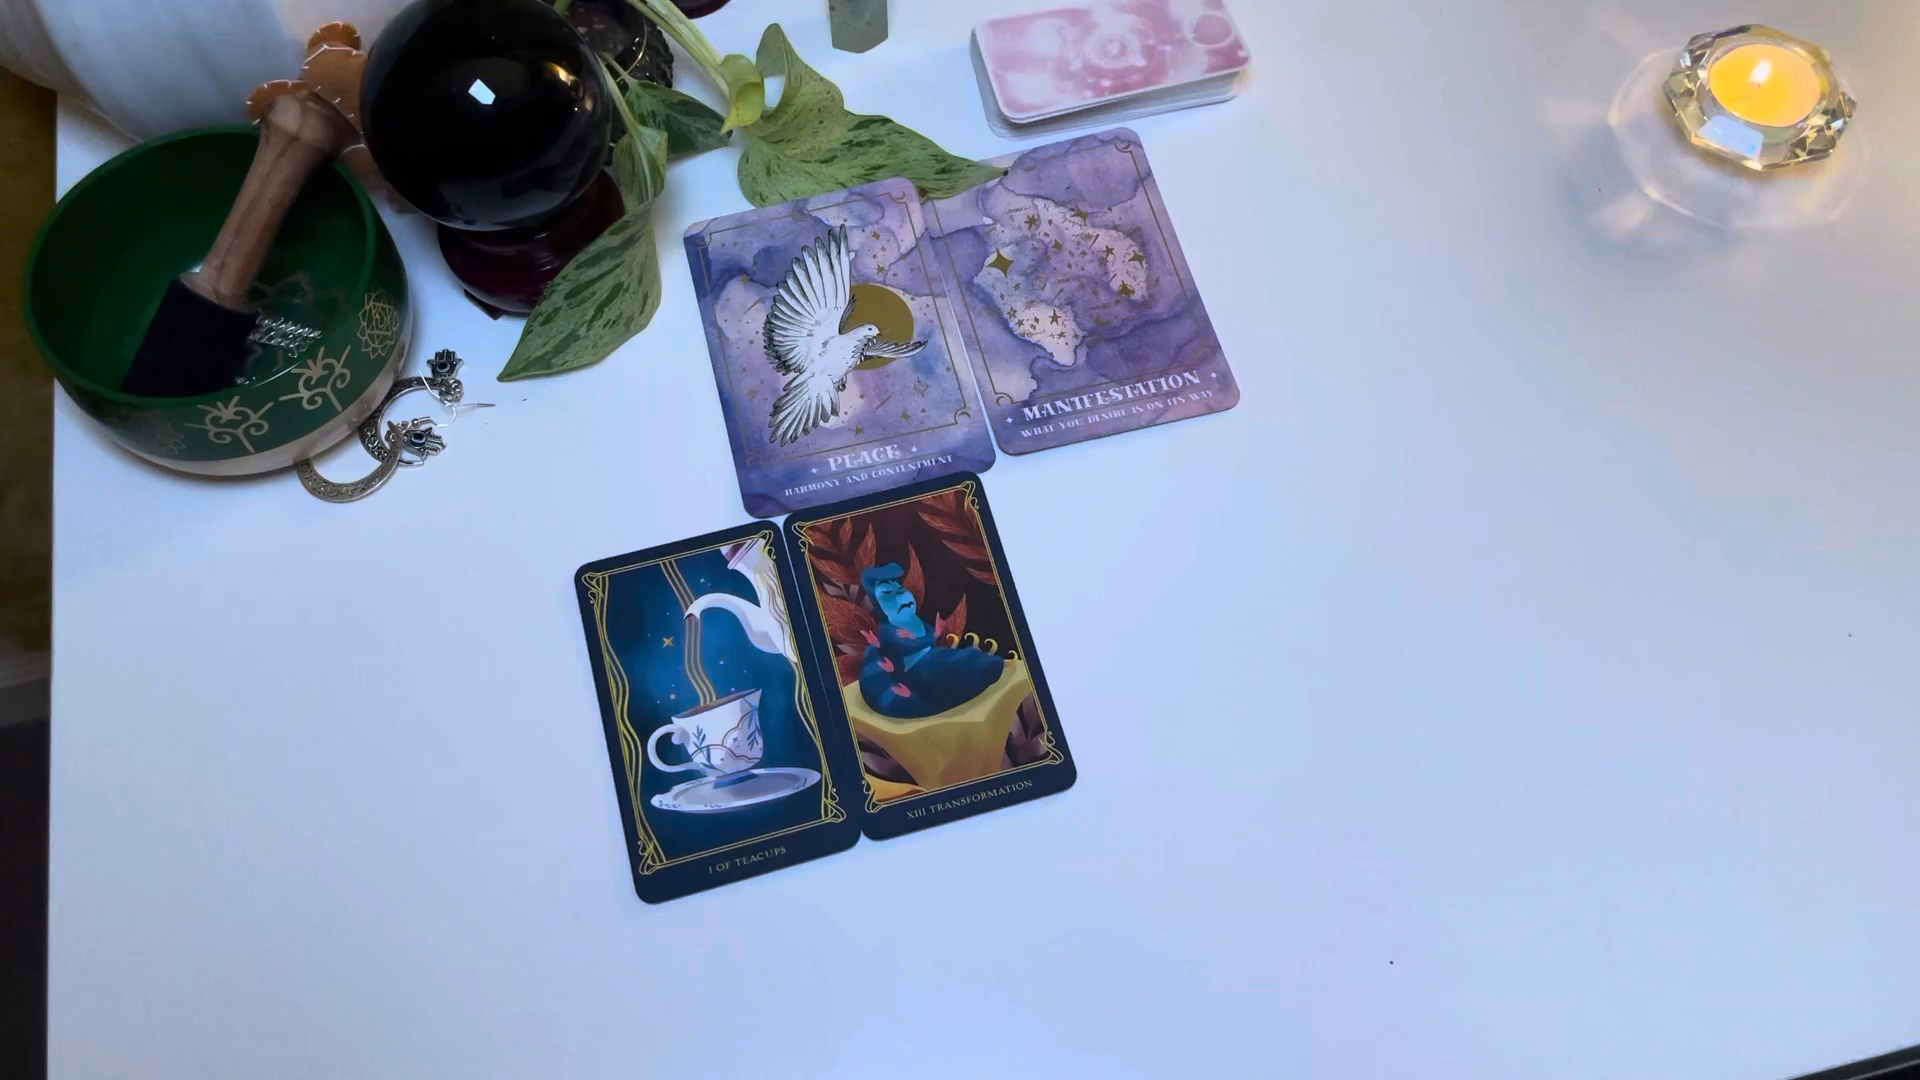 PEACE
HARMONY AND CONTENTMENT
MANIFESTATION
WHAT YOU DESIRE IS ON ITS WAY
I OF TEACUPS
XIII TRANSFORMATION